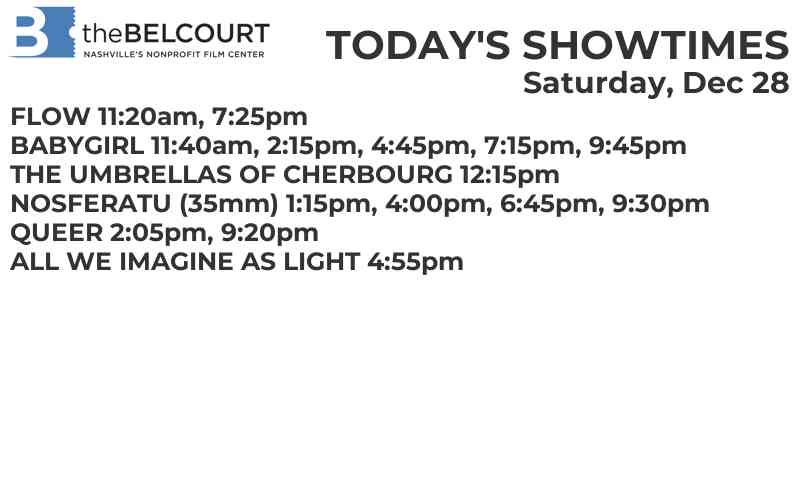 B theBELCOURT
NASHVILLE'S NONPROFIT FILM CENTER
TODAY'S SHOWTIMES
Saturday, Dec 28
FLOW 11:20am, 7:25pm
BABYGIRL 11:40am, 2:15pm, 4:45pm, 7:15pm, 9:45pm
THE UMBRELLAS OF CHERBOURG 12:15pm
NOSFERATU (35mm) 1:15pm, 4:00pm, 6:45pm, 9:30pm
QUEER 2:05pm, 9:20pm
ALL WE IMAGINE AS LIGHT 4:55pm